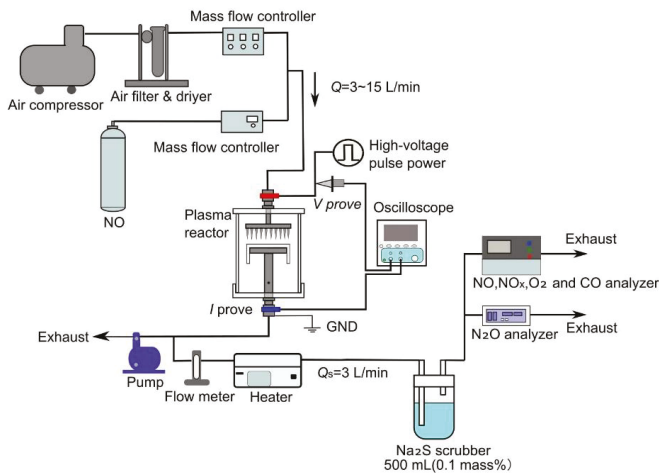 Mass flow controller
Air compressor
Air filter & driyer
Q=3~15 L/min
Mass flow controller
High-voltage
pulse power
NO
V prove
Plasma
reactor
Oscilloscope
Exhaust
NO,NOx,O2 and CO analyzer
I prove
GND
Exhaust
Exhaust
N2O analyzer
Pump
Flow meter
Heater
Qs=3 L/min
Na2S scrubber
500 mL(0.1 mass%)